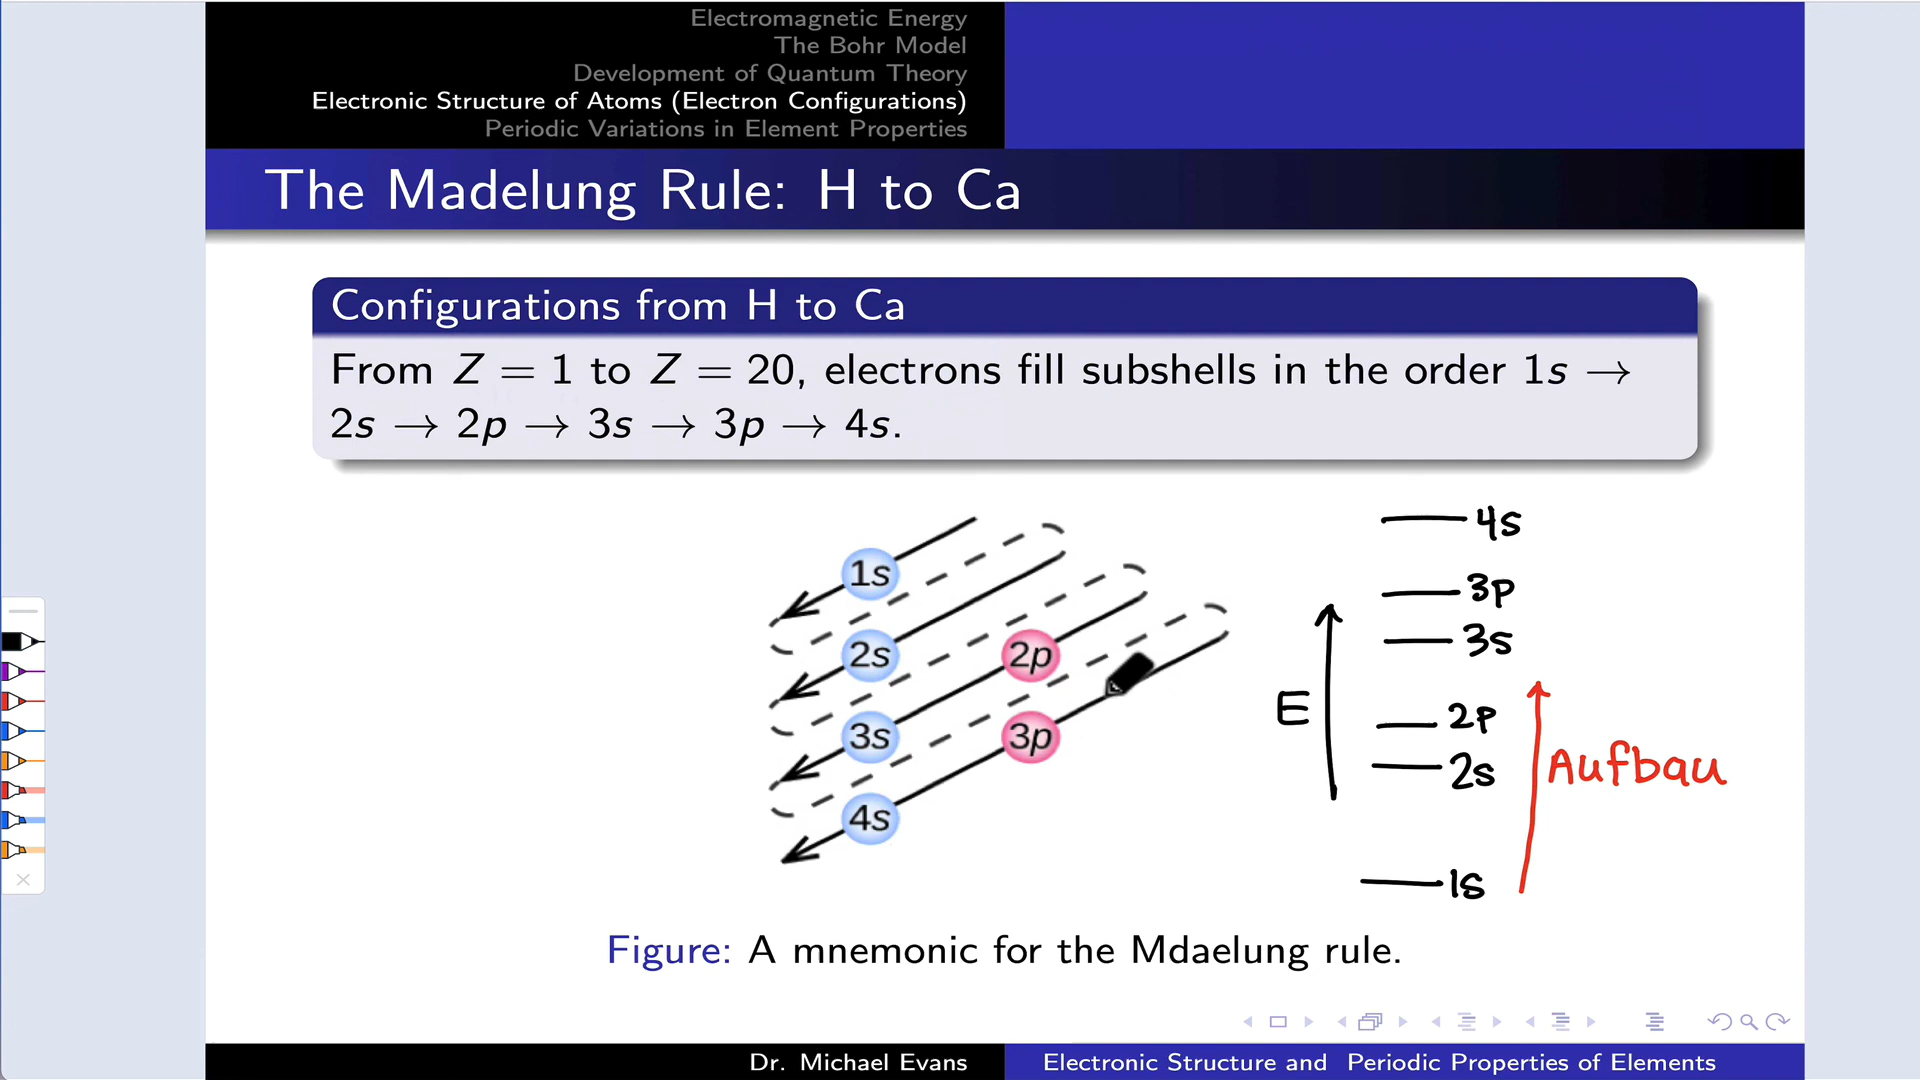 Electromagnetic Energy
The Bohr Model
Development of Quantum Theory
Electronic Structure of Atoms (Electron Configurations)
Periodic Variations in Element Properties
The Madelung Rule: H to Ca
Configurations from H to Ca
From Z = 1 to Z = 20, electrons fill subshells in the order 1s →
2s → 2p → 3s → 3p → 4s.
1s
2s 2p
3s 3p
4s
4s
3p
3s
2p
2s
1s
E
Aufbau
Figure: A mnemonic for the Mdaelung rule.
Dr. Michael Evans
Electronic Structure and Periodic Properties of Elements